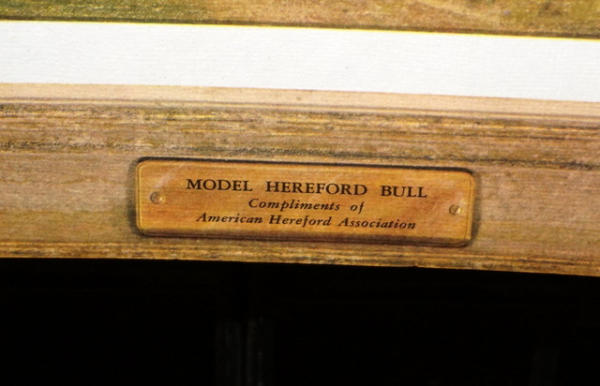 MODEL HEREFORD BULL
Compliments of
American Hereford Association